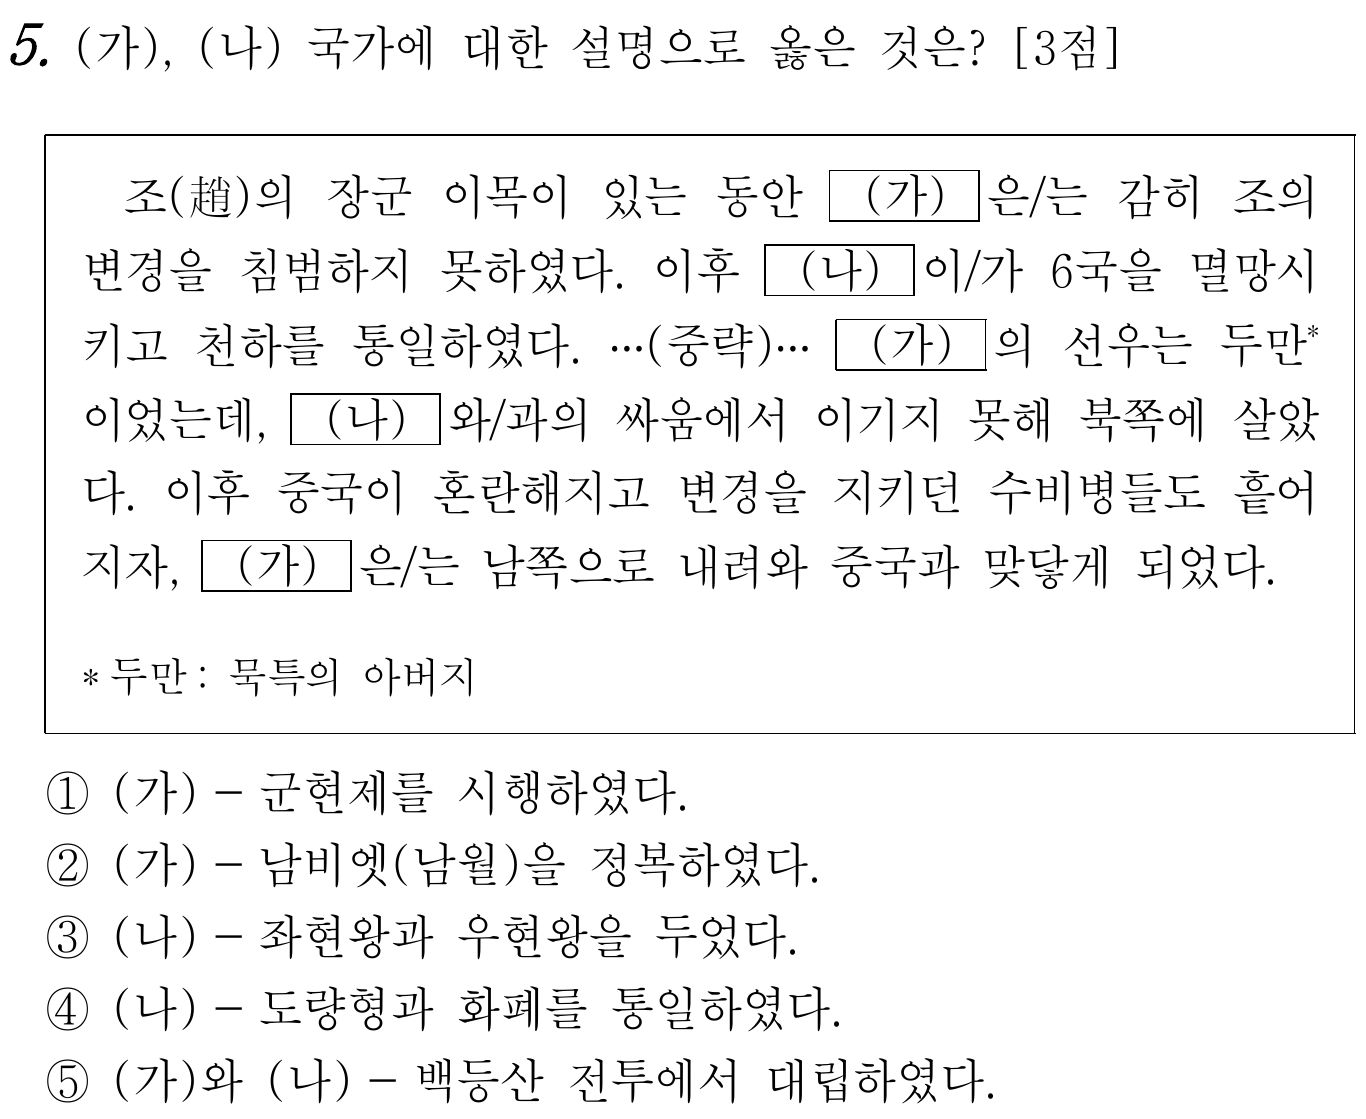 5. (가), (나) 국가에 대한 설명으로 옳은 것은? [3점]
조(趙)의 장군 이목이 있는 동안 (가) 은/는 감히 조의
변경을 침범하지 못하였다. 이후 (나) 이/가 6국을 멸망시
키고 천하를 통일하였다. …(중략)… (가) 의 선우는 두만*
이었는데, (나) 와/과의 싸움에서 이기지 못해 북쪽에 살았
다. 이후 중국이 혼란해지고 변경을 지키던 수비병들도 흩어
지자, (가) 은/는 남쪽으로 내려와 중국과 맞닿게 되었다.
* 두만 : 묵특의 아버지
① (가) - 군현제를 시행하였다.
② (가) - 남비엣(남월)을 정복하였다.
③ (나) - 좌현왕과 우현왕을 두었다.
④ (나) - 도량형과 화폐를 통일하였다.
⑤ (가)와 (나) - 백등산 전투에서 대립하였다.